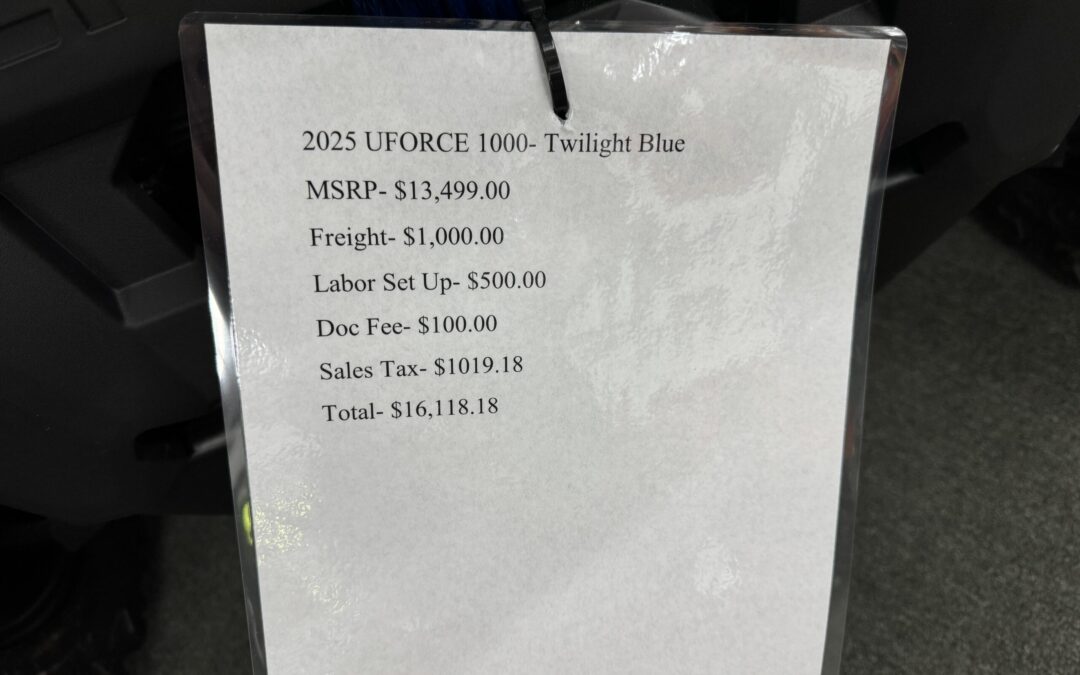 2025 UFORCE 1000- Twilight Blue
MSRP- $13,499.00
Freight- $1,000.00
Labor Set Up- $500.00
Doc Fee- $100.00
Sales Tax- $1019.18
Total- $16,118.18